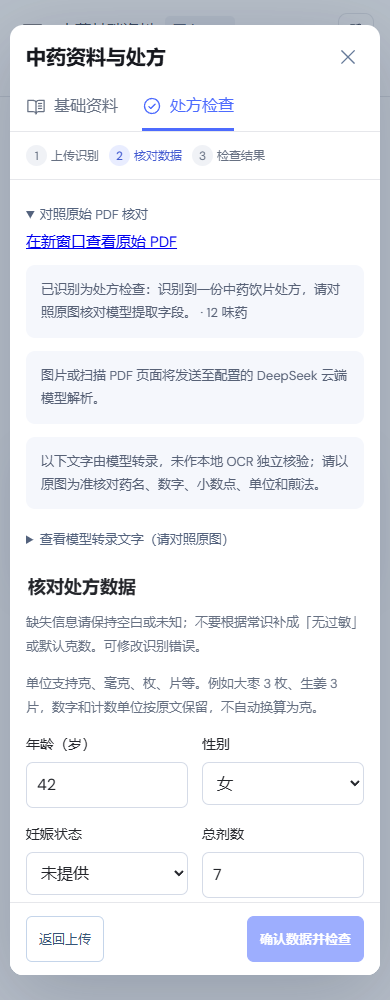 中药资料与处方
基础资料
处方检查
1 上传识别 2 核对数据 3 检查结果
▼ 对照原始 PDF 核对
在新窗口查看原始 PDF
已识别为处方检查：识别到一份中药饮片处方，请对
照原图核对模型提取字段。 · 12 味药
图片或扫描 PDF 页面将发送至配置的 DeepSeek 云端
模型解析。
以下文字由模型转录，未作本地 OCR 独立核验；请以
原图为准核对药名、数字、小数点、单位和煎法。
▶ 查看模型转录文字（请对照原图）
核对处方数据
缺失信息请保持空白或未知；不要根据常识补成「无过敏」
或默认克数。可修改识别错误。
单位支持克、毫克、枚、片等。例如大枣 3 枚、生姜 3
片，数字和计数单位按原文保留，不自动换算为克。
年龄（岁） 性别
42 女
妊娠状态 总剂数
未提供 7
返回上传 确认数据并检查